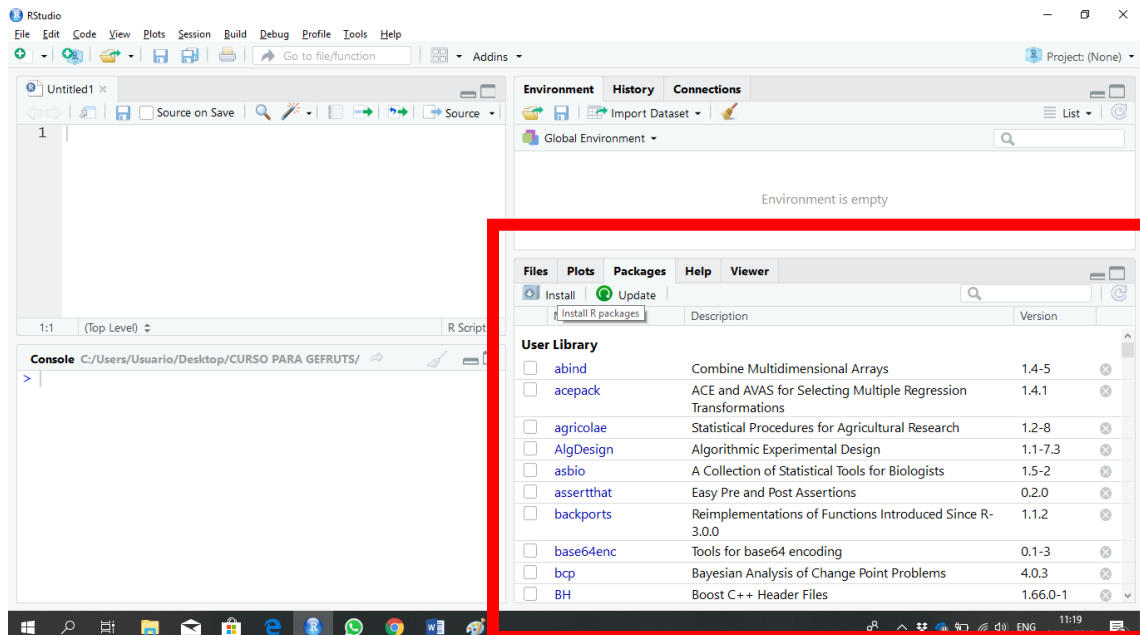 RStudio
File Edit Code View Plots Session Build Debug Profile Tools Help
Go to file/function Addins Project: (None)
Untitled1
Source on Save Source
1
1:1 (Top Level) R Script
Console C:/Users/Usuario/Desktop/CURSO PARA GEFRUTS/
>
Environment History Connections
Import Dataset List
Global Environment
Environment is empty
Files Plots Packages Help Viewer
Install Update
Install R packages
Description Version
User Library
abind Combine Multidimensional Arrays 1.4-5
acepack ACE and AVAS for Selecting Multiple Regression 1.4.1
Transformations
agricolae Statistical Procedures for Agricultural Research 1.2-8
AlgDesign Algorithmic Experimental Design 1.1-7.3
asbio A Collection of Statistical Tools for Biologists 1.5-2
assertthat Easy Pre and Post Assertions 0.2.0
backports Reimplementations of Functions Introduced Since R- 1.1.2
3.0.0
base64enc Tools for base64 encoding 0.1-3
bcp Bayesian Analysis of Change Point Problems 4.0.3
BH Boost C++ Header Files 1.66.0-1
ENG 11:19